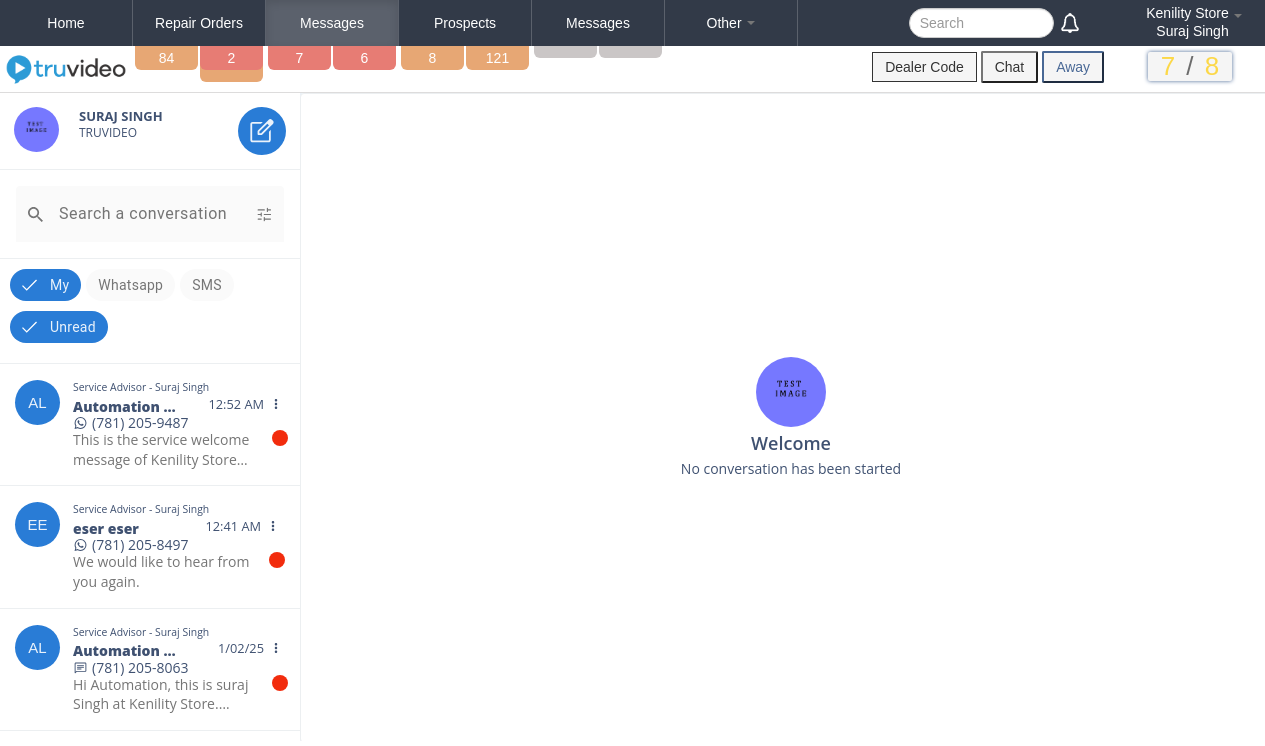 Home Repair Orders Messages Prospects Messages Other Search Kenility Store
Suraj Singh
truvideo 84 2 7 6 8 121 Dealer Code Chat Away 7 / 8
TEST
IMAGE
SURAJ SINGH
TRUVIDEO
Search a conversation
My Whatsapp SMS
Unread
Service Advisor - Suraj Singh
AL Automation ... 12:52 AM
(781) 205-9487
This is the service welcome
message of Kenility Store...
Service Advisor - Suraj Singh
EE eser eser 12:41 AM
(781) 205-8497
We would like to hear from
you again.
Service Advisor - Suraj Singh
AL Automation ... 1/02/25
(781) 205-8063
Hi Automation, this is suraj
Singh at Kenility Store....
TEST
IMAGE
Welcome
No conversation has been started